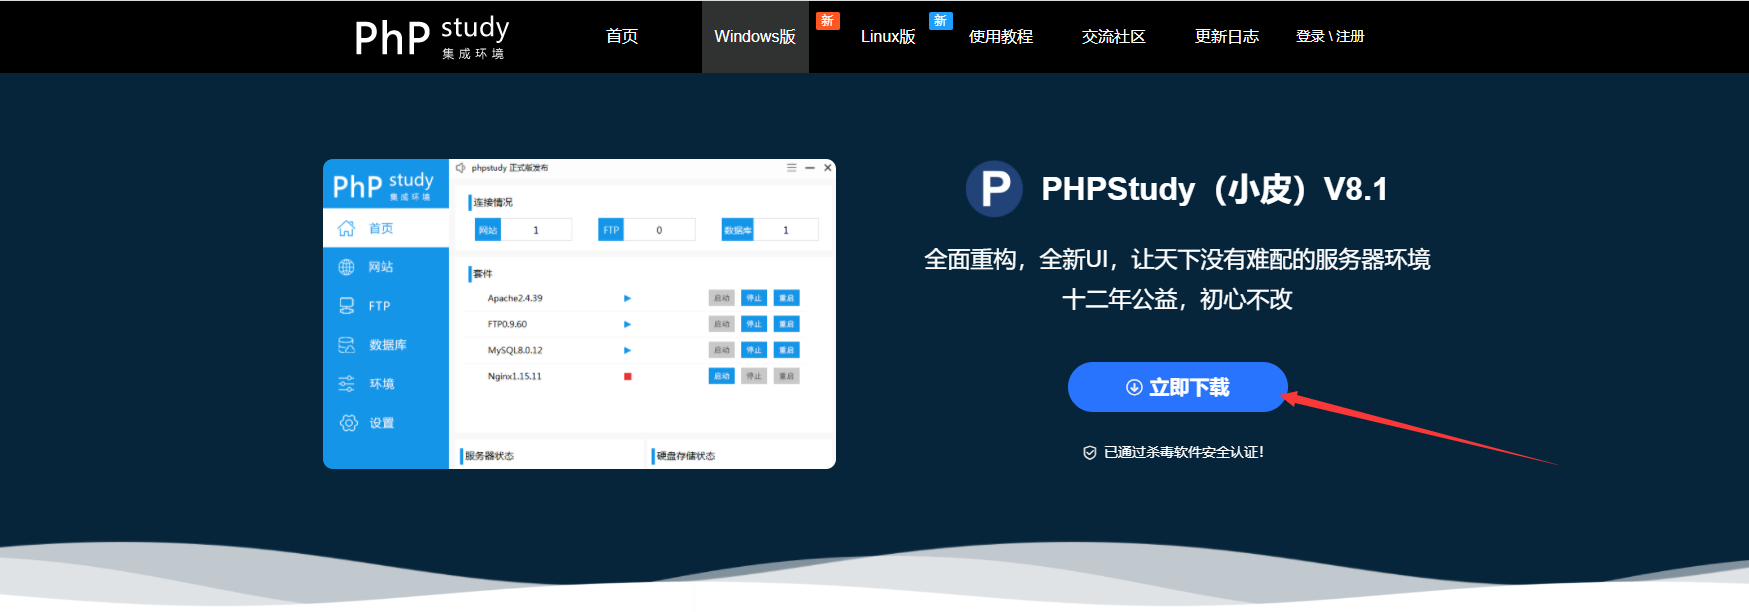 PhP study
集成环境
首页
Windows版
新
Linux版
新
使用教程
交流社区
更新日志
登录 \ 注册
PhP study
集成环境
首页
网站
FTP
数据库
环境
设置
phpstudy 正式版发布
连接情况
网站 1
FTP 0
数据库 1
套件
Apache2.4.39 启动 停止 重启
FTP0.9.60 启动 停止 重启
MySQL8.0.12 启动 停止 重启
Nginx1.15.11 启动 停止 重启
服务器状态
硬盘存储状态
P PHPStudy（小皮）V8.1
全面重构，全新UI，让天下没有难配的服务器环境
十二年公益，初心不改
立即下载
已通过杀毒软件安全认证!